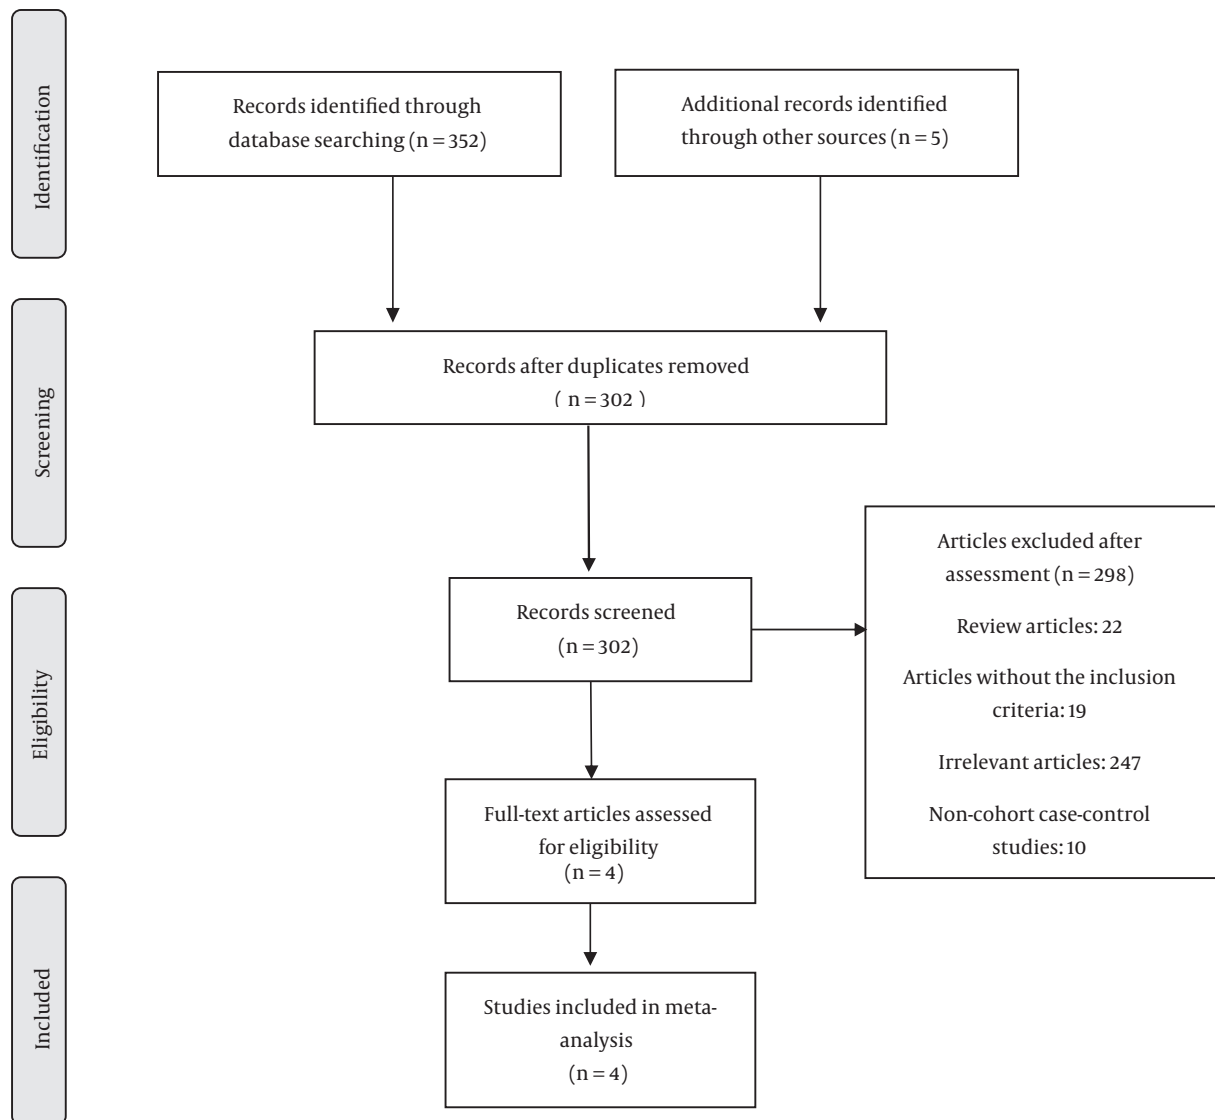 Identification
Records identified through
database searching (n = 352)
Additional records identified
through other sources (n = 5)
Screening
Records after duplicates removed
( n = 302 )
Eligibility
Records screened
(n = 302)
Articles excluded after
assessment (n = 298)
Review articles: 22
Articles without the inclusion
criteria: 19
Irrelevant articles: 247
Non-cohort case-control
studies: 10
Full-text articles assessed
for eligibility
(n = 4)
Included
Studies included in meta-
analysis
(n = 4)